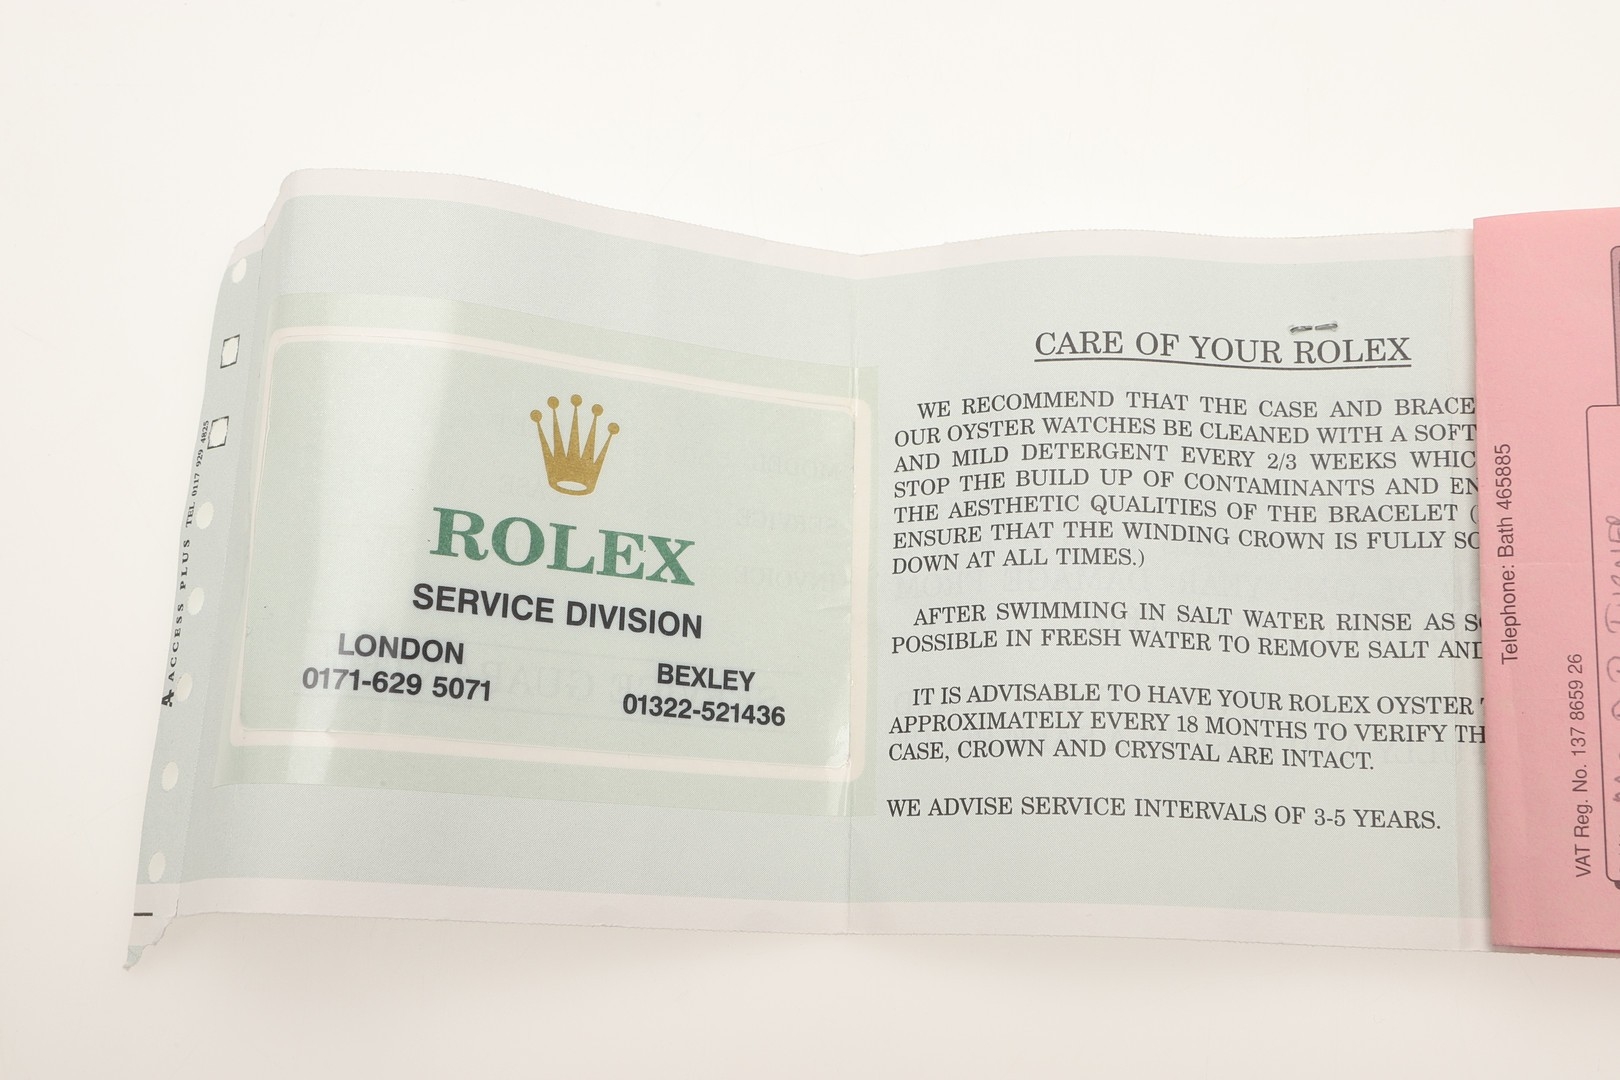 ROLEX
SERVICE DIVISION
LONDON
0171-629 5071
BEXLEY
01322-521436
ACCESS PLUS TEL 0117 929 4825
CARE OF YOUR ROLEX
WE RECOMMEND THAT THE CASE AND BRACE
OUR OYSTER WATCHES BE CLEANED WITH A SOFT
AND MILD DETERGENT EVERY 2/3 WEEKS WHIC
STOP THE BUILD UP OF CONTAMINANTS AND EN
THE AESTHETIC QUALITIES OF THE BRACELET (
ENSURE THAT THE WINDING CROWN IS FULLY SC
DOWN AT ALL TIMES.)
AFTER SWIMMING IN SALT WATER RINSE AS S
POSSIBLE IN FRESH WATER TO REMOVE SALT AND
IT IS ADVISABLE TO HAVE YOUR ROLEX OYSTER
APPROXIMATELY EVERY 18 MONTHS TO VERIFY TH
CASE, CROWN AND CRYSTAL ARE INTACT.
WE ADVISE SERVICE INTERVALS OF 3-5 YEARS.
Telephone: Bath 465885
VAT Reg. No. 137 8659 26